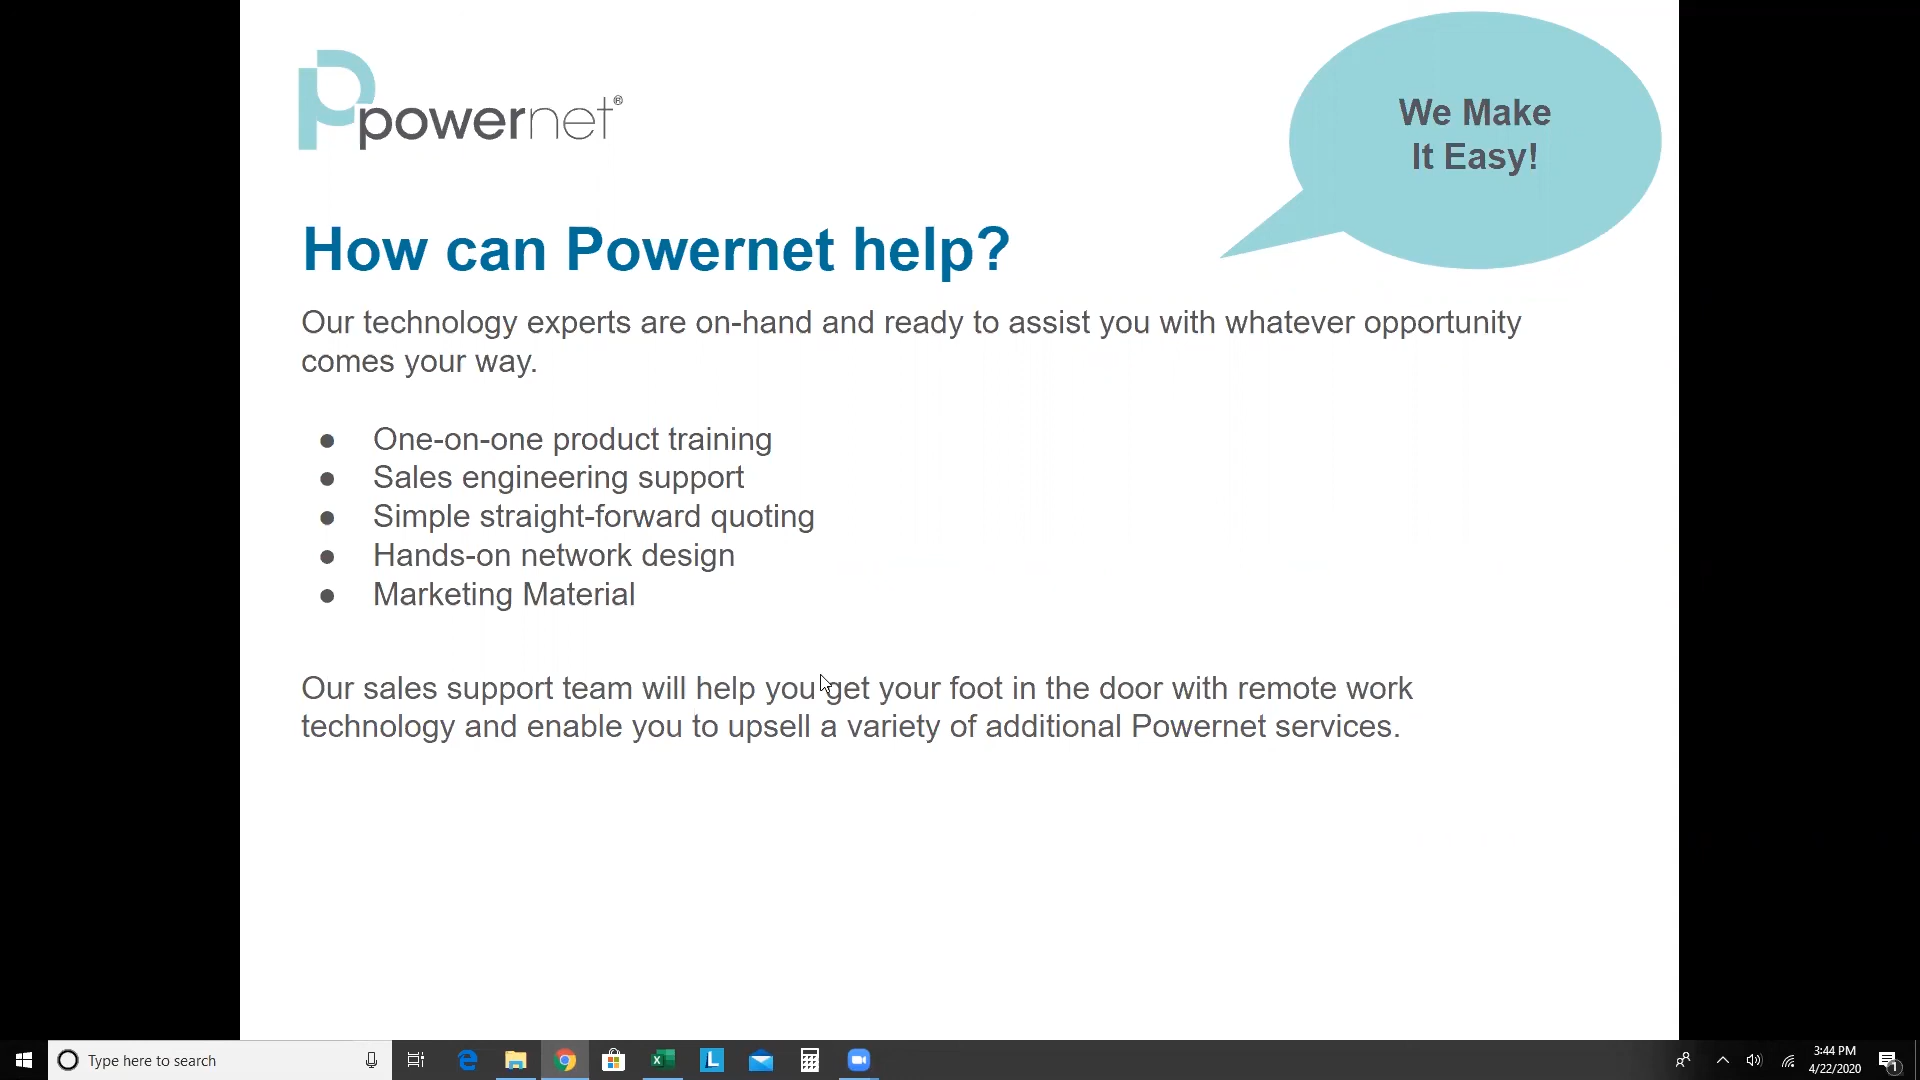 powernet®
We Make
It Easy!
How can Powernet help?
Our technology experts are on-hand and ready to assist you with whatever opportunity
comes your way.
● One-on-one product training
● Sales engineering support
● Simple straight-forward quoting
● Hands-on network design
● Marketing Material
Our sales support team will help you get your foot in the door with remote work
technology and enable you to upsell a variety of additional Powernet services.
Type here to search
3:44 PM
4/22/2020
1